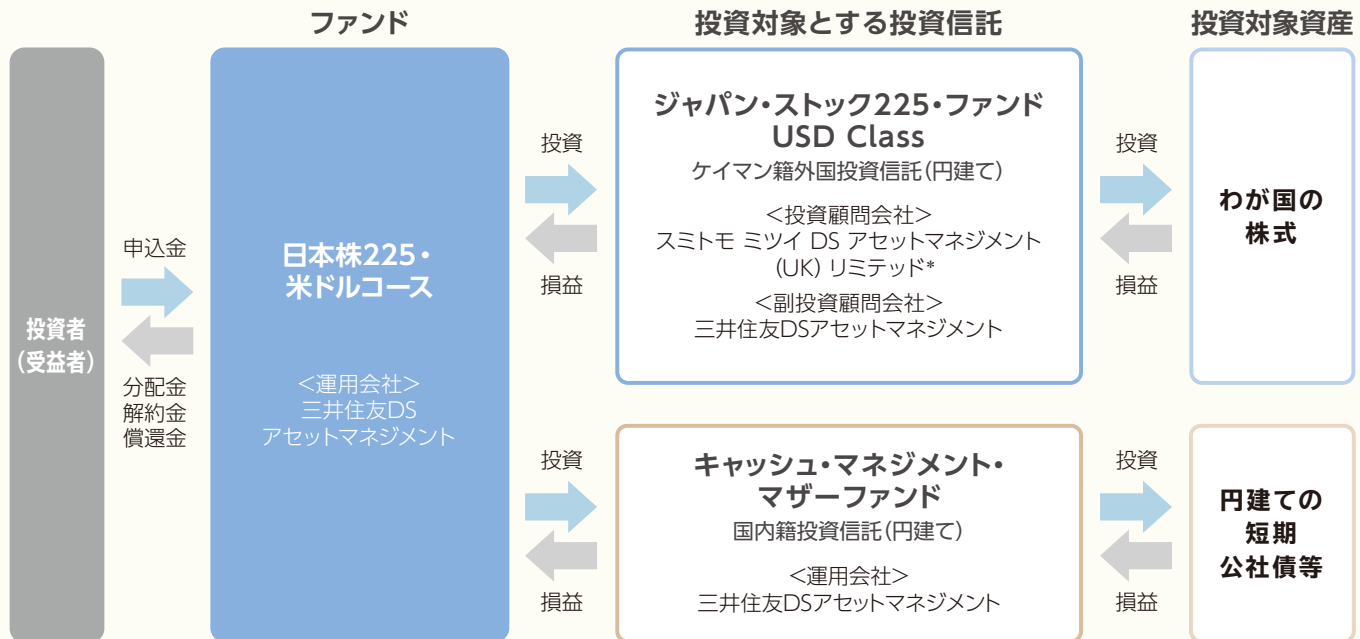 ファンド
投資対象とする投資信託
投資対象資産
投資者
（受益者）
申込金
分配金
解約金
償還金
日本株225・
米ドルコース
＜運用会社＞
三井住友DS
アセットマネジメント
投資
損益
ジャパン・ストック225・ファンド
USD Class
ケイマン籍外国投資信託（円建て）
＜投資顧問会社＞
スミトモ ミツイ DS アセットマネジメント
（UK）リミテッド*
＜副投資顧問会社＞
三井住友DSアセットマネジメント
投資
損益
わが国の
株式
投資
損益
キャッシュ・マネジメント・
マザーファンド
国内籍投資信託（円建て）
＜運用会社＞
三井住友DSアセットマネジメント
投資
損益
円建ての
短期
公社債等